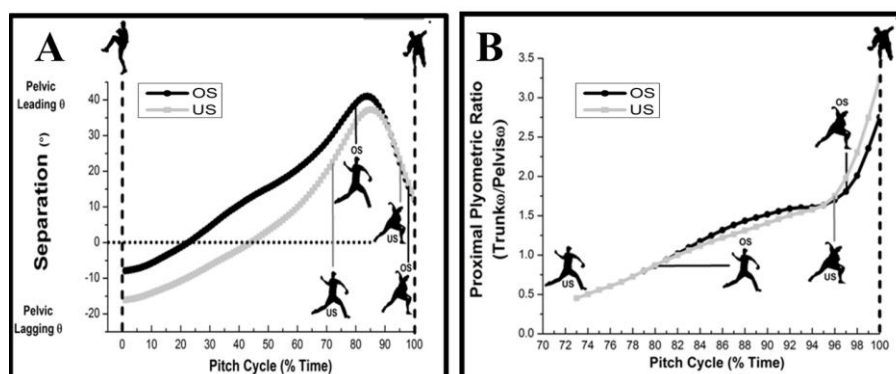 A
Pelvic
Leading θ
Separation (°)
Pelvic
Lagging θ
40
30
20
10
0
-10
-20
OS
US
OS
US
US
OS
0 10 20 30 40 50 60 70 80 90 100
Pitch Cycle (% Time)
B
Proximal Plyometric Ratio
(Trunkω/Pelvisω)
3.5
3.0
2.5
2.0
1.5
1.0
0.5
0.0
OS
US
OS
OS
US
US
70 72 74 76 78 80 82 84 86 88 90 92 94 96 98 100
Pitch Cycle (% Time)